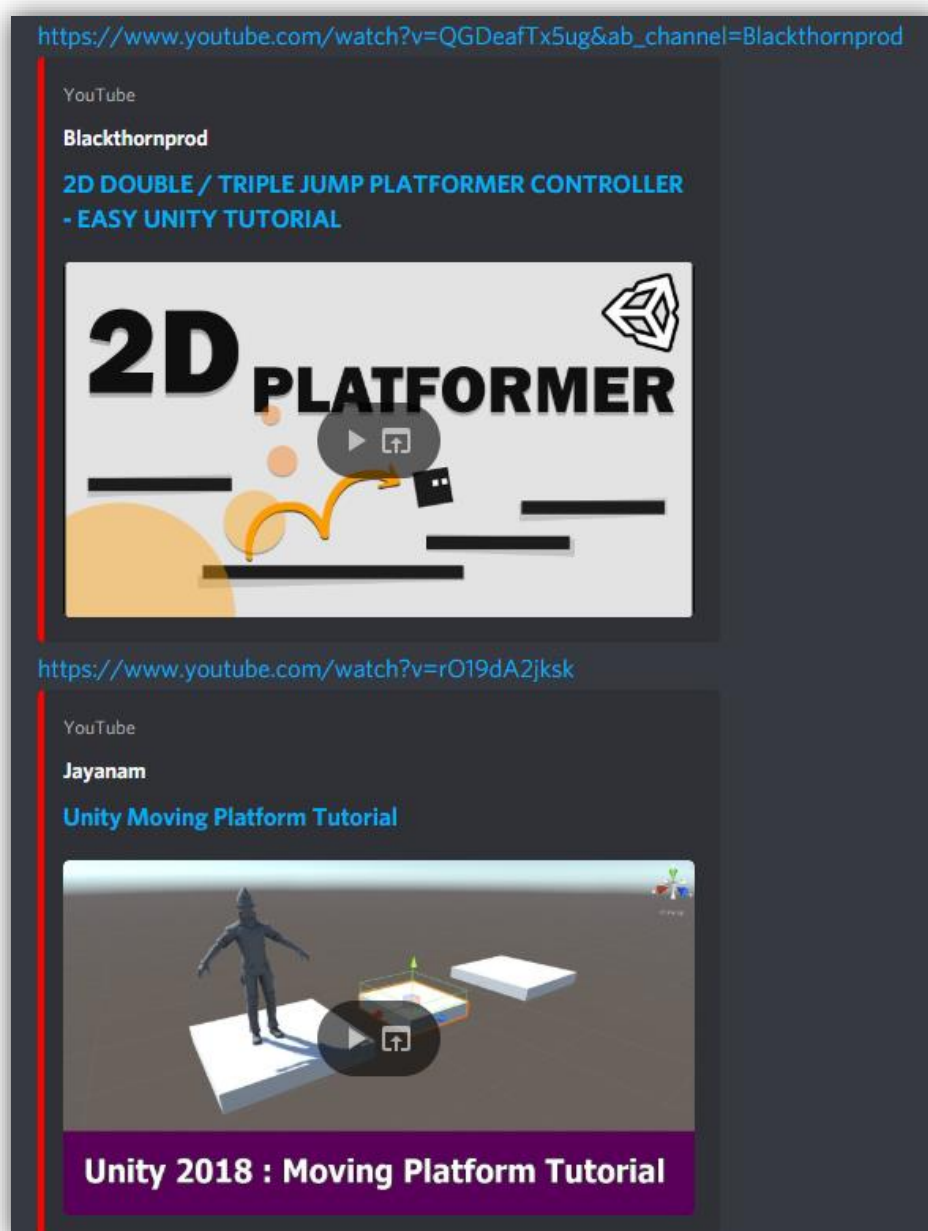 https://www.youtube.com/watch?v=QGDeafTx5ug&ab_channel=Blackthornprod
YouTube
Blackthornprod
2D DOUBLE / TRIPLE JUMP PLATFORMER CONTROLLER
- EASY UNITY TUTORIAL
2D
PLATFORMER
https://www.youtube.com/watch?v=rO19dA2jksk
YouTube
Jayanam
Unity Moving Platform Tutorial
Unity 2018 : Moving Platform Tutorial